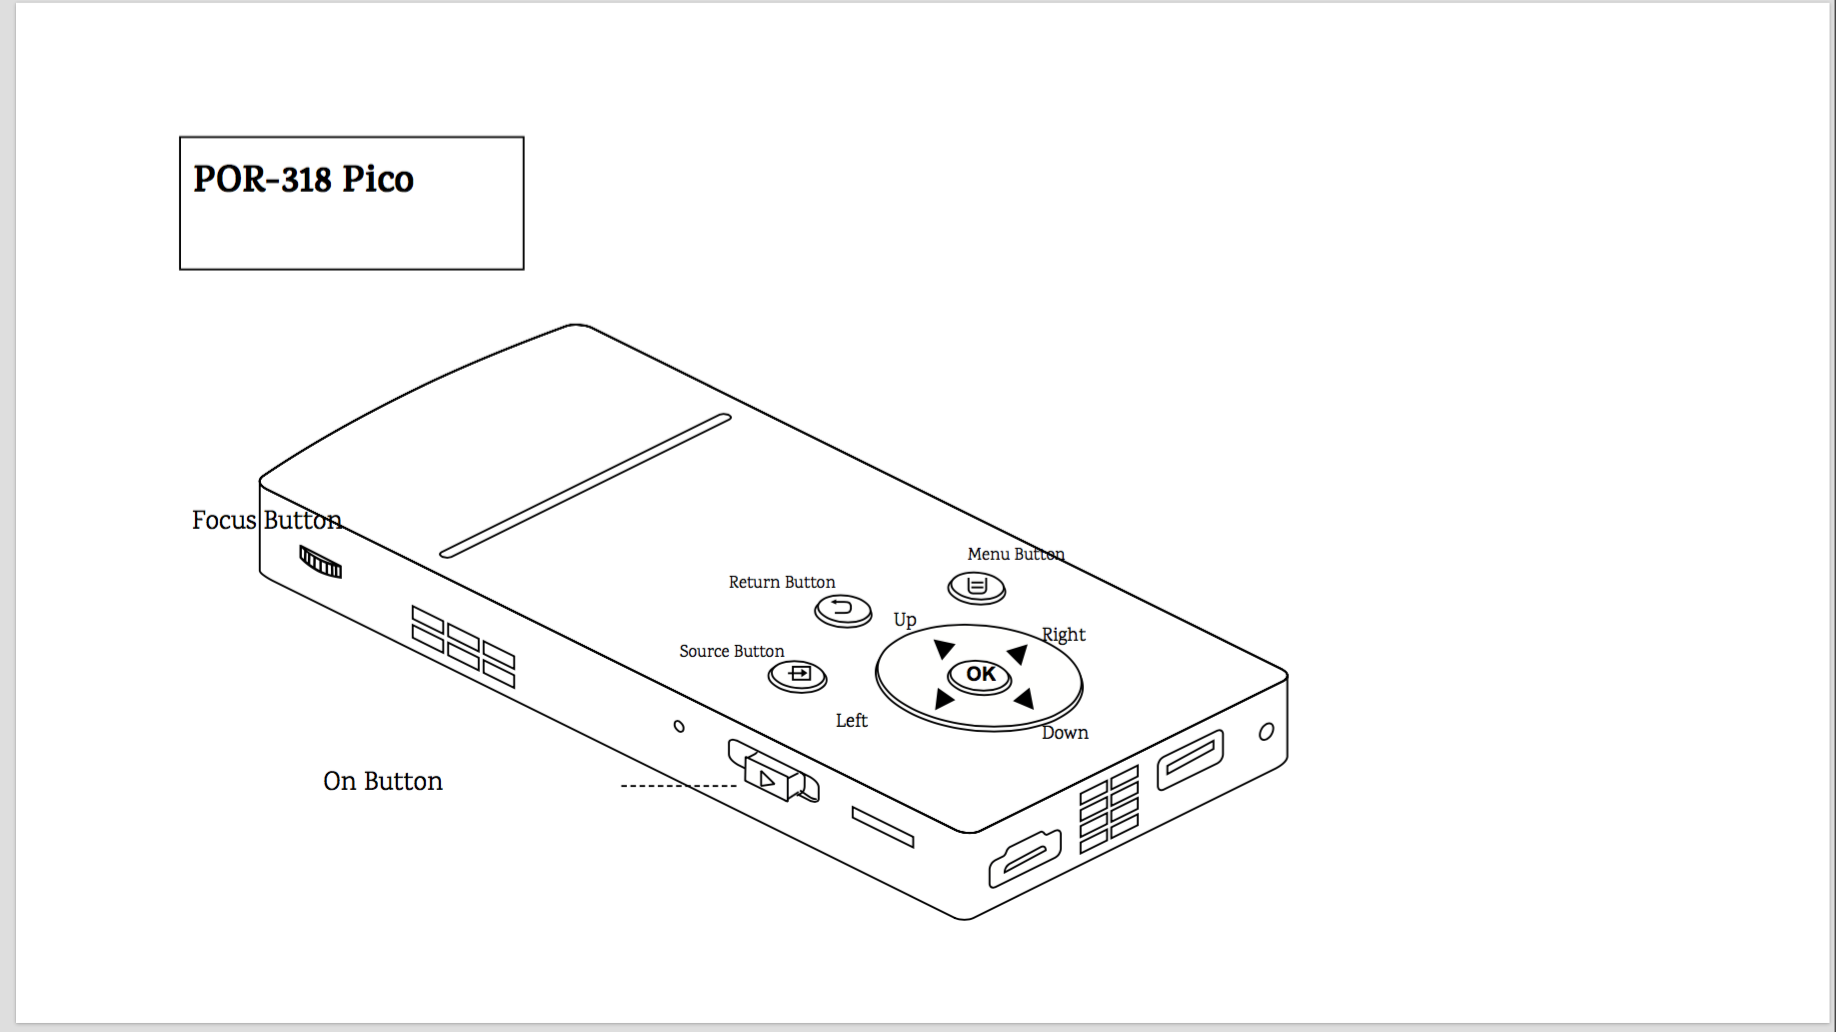 POR-318 Pico
Focus Button
Menu Button
Return Button
Up
Right
Source Button
OK
Left
Down
On Button